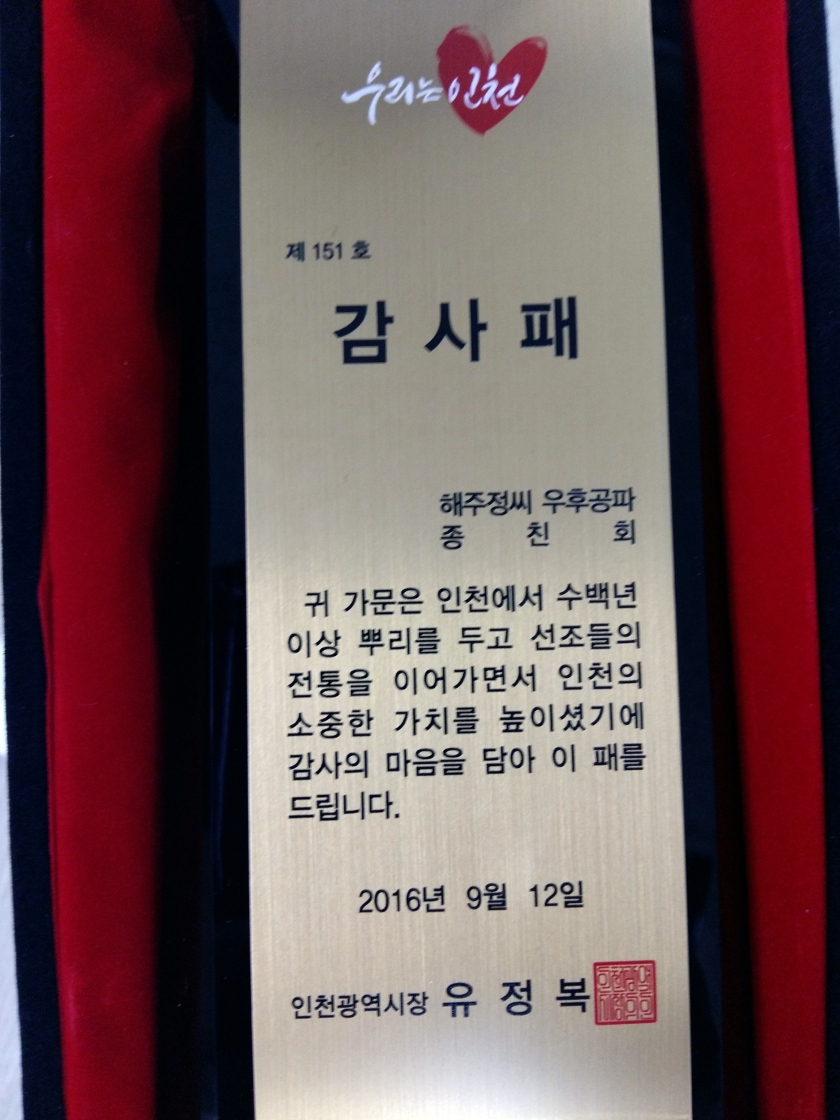 우리는 인천
제 151 호
감 사 패
해주정씨 우후공파
종 친 회
귀 가문은 인천에서 수백년
이상 뿌리를 두고 선조들의
전통을 이어가면서 인천의
소중한 가치를 높이셨기에
감사의 마음을 담아 이 패를
드립니다.
2016년 9월 12일
인천광역시장 유 정 복